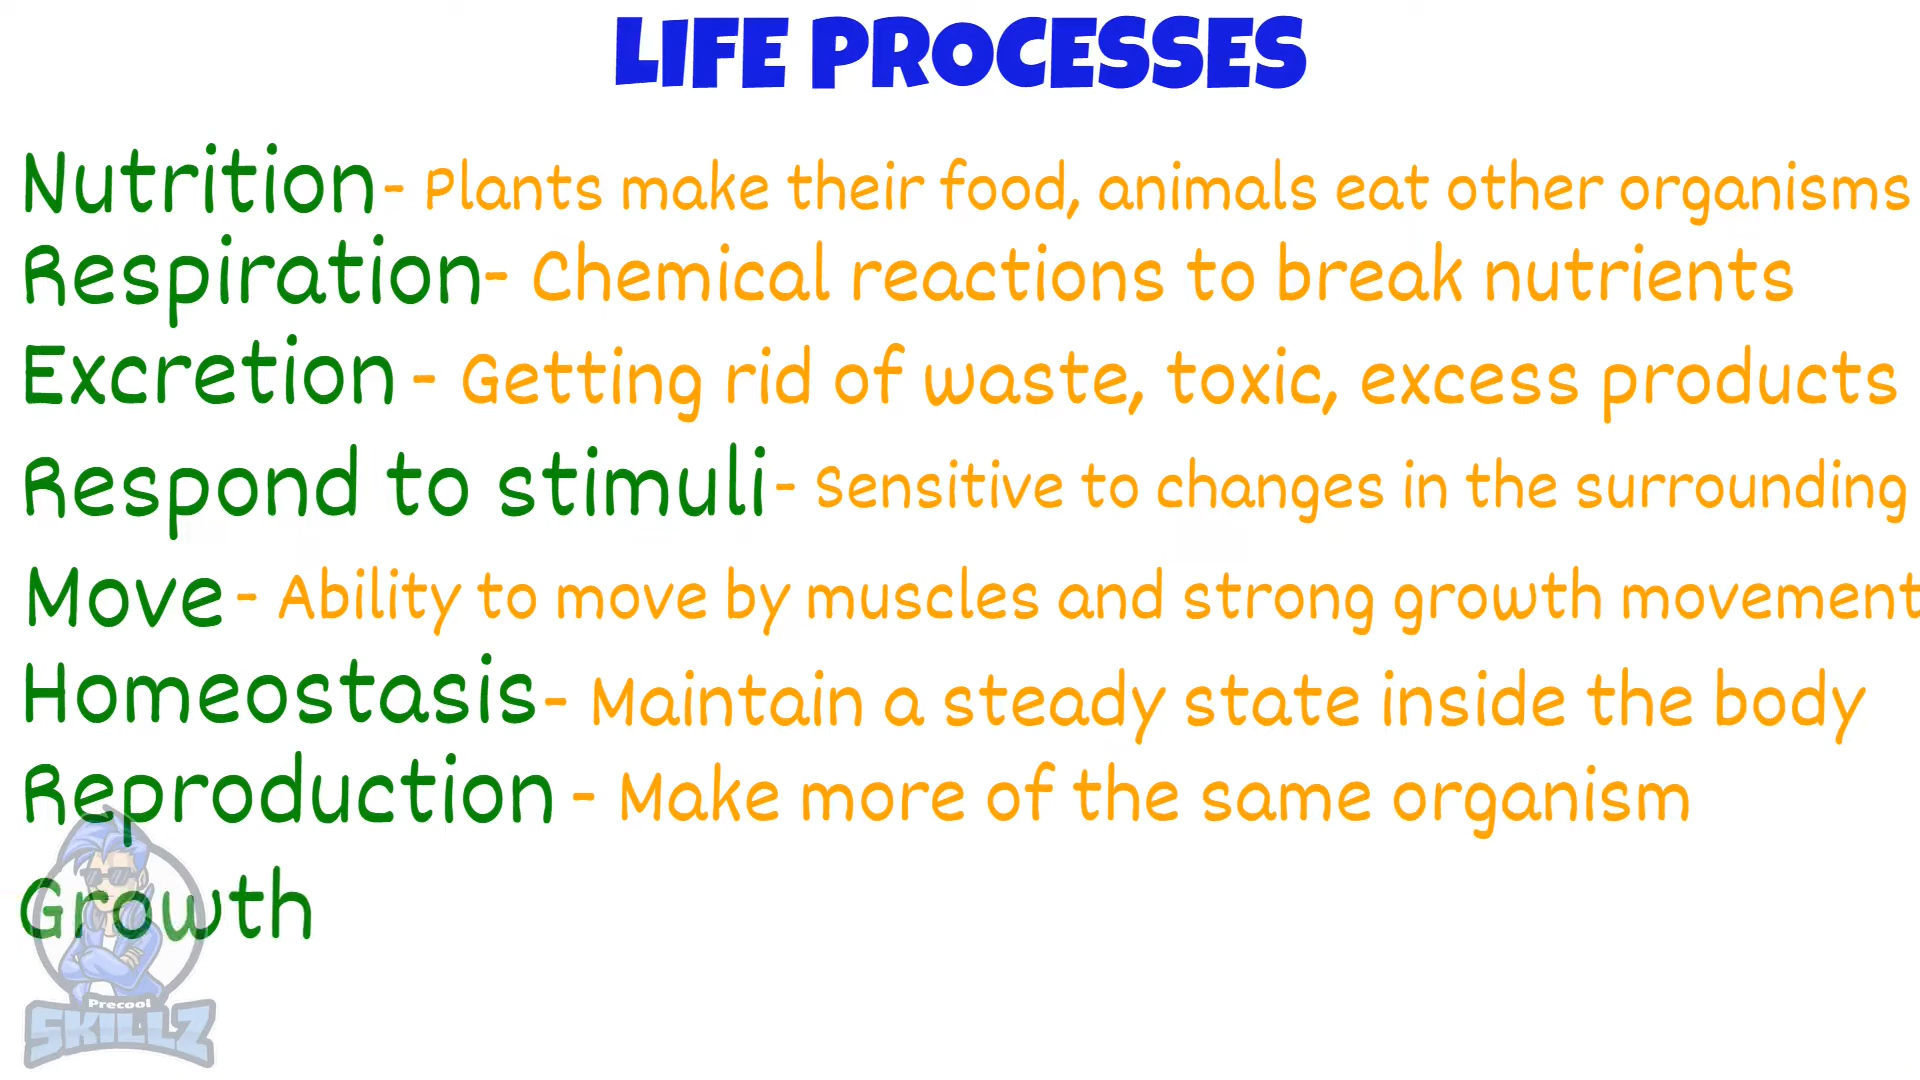 LIFE PROCESSES
Nutrition- Plants make their food, animals eat other organisms
Respiration- Chemical reactions to break nutrients
Excretion - Getting rid of waste, toxic, excess products
Respond to stimuli- Sensitive to changes in the surrounding
Move - Ability to move by muscles and strong growth movement
Homeostasis- Maintain a steady state inside the body
Reproduction - Make more of the same organism
Growth
Precool
SKILLZ